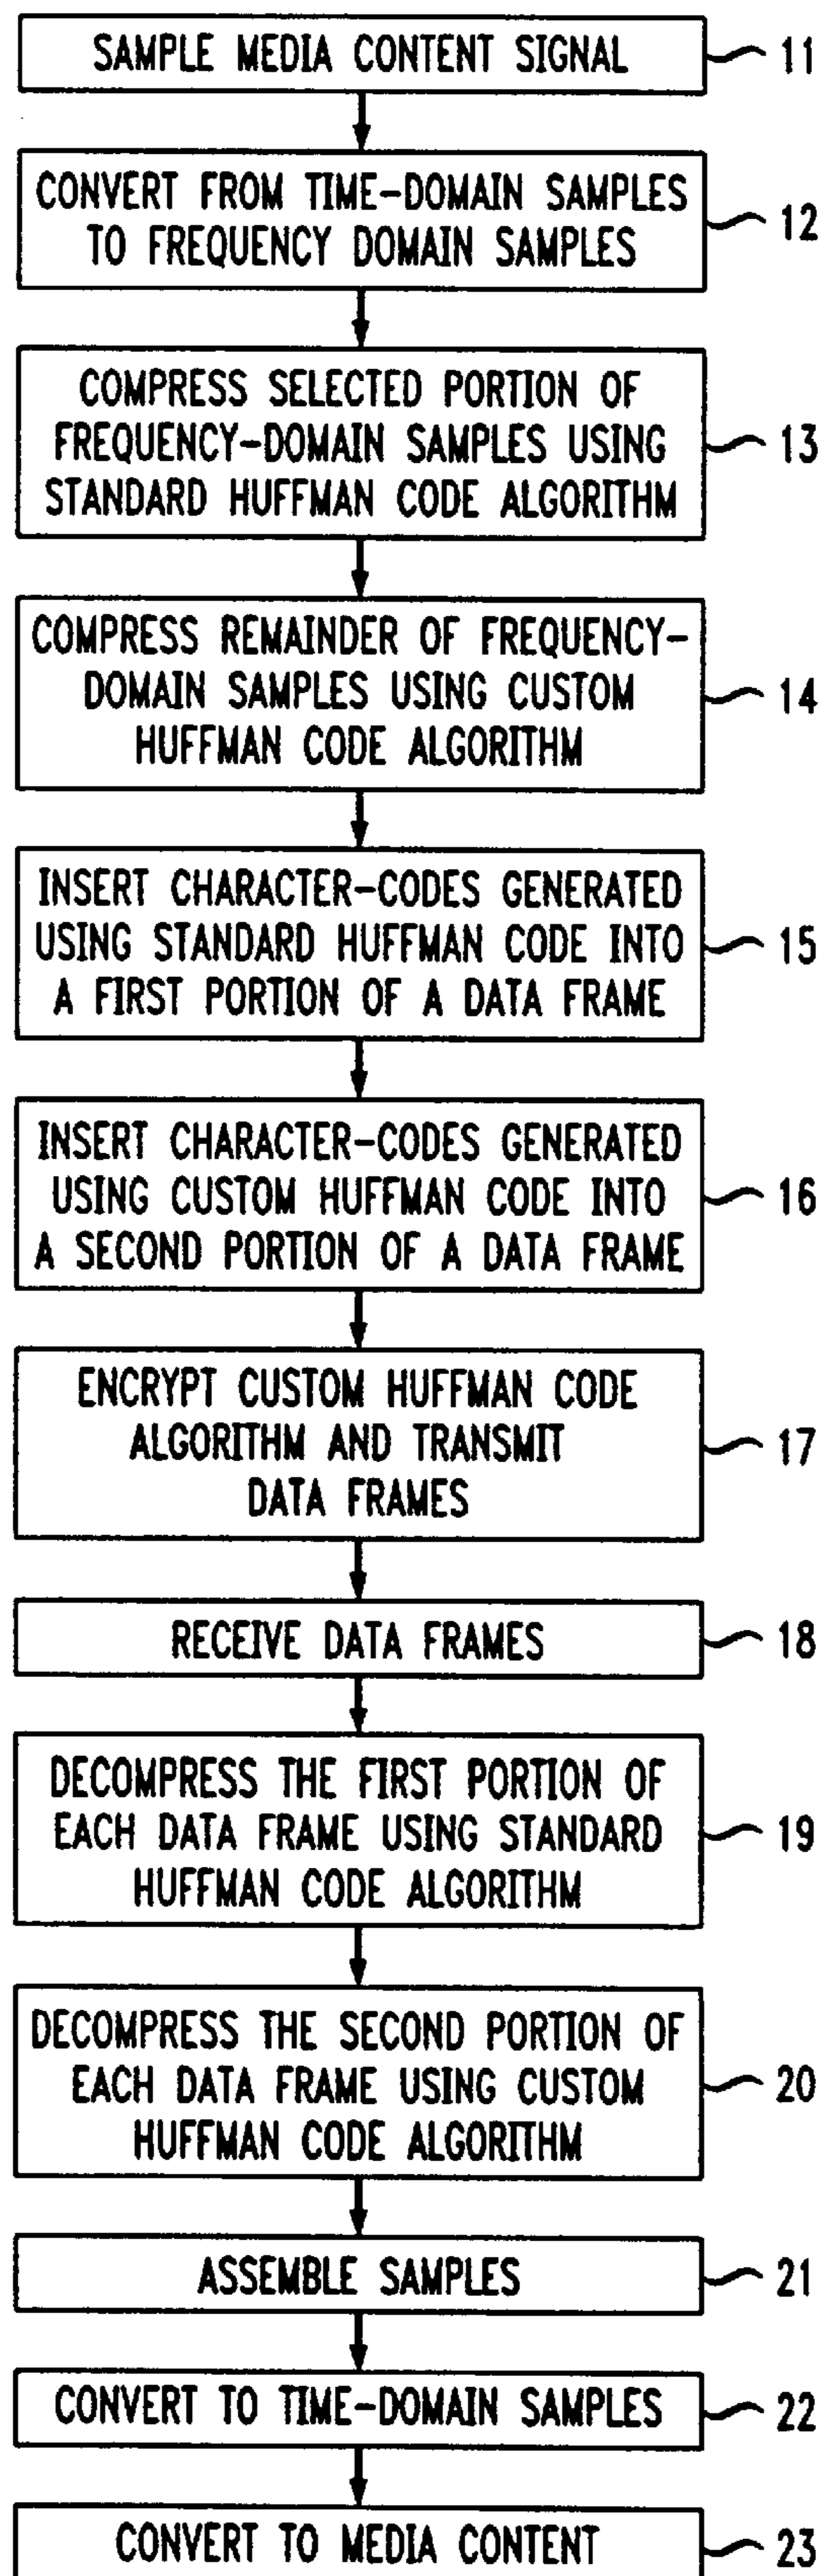 SAMPLE MEDIA CONTENT SIGNAL
11
CONVERT FROM TIME-DOMAIN SAMPLES
TO FREQUENCY DOMAIN SAMPLES
12
COMPRESS SELECTED PORTION OF
FREQUENCY-DOMAIN SAMPLES USING
STANDARD HUFFMAN CODE ALGORITHM
13
COMPRESS REMAINDER OF FREQUENCY-
DOMAIN SAMPLES USING CUSTOM
HUFFMAN CODE ALGORITHM
14
INSERT CHARACTER-CODES GENERATED
USING STANDARD HUFFMAN CODE INTO
A FIRST PORTION OF A DATA FRAME
15
INSERT CHARACTER-CODES GENERATED
USING CUSTOM HUFFMAN CODE INTO
A SECOND PORTION OF A DATA FRAME
16
ENCRYPT CUSTOM HUFFMAN CODE
ALGORITHM AND TRANSMIT
DATA FRAMES
17
RECEIVE DATA FRAMES
18
DECOMPRESS THE FIRST PORTION OF
EACH DATA FRAME USING STANDARD
HUFFMAN CODE ALGORITHM
19
DECOMPRESS THE SECOND PORTION OF
EACH DATA FRAME USING CUSTOM
HUFFMAN CODE ALGORITHM
20
ASSEMBLE SAMPLES
21
CONVERT TO TIME-DOMAIN SAMPLES
22
CONVERT TO MEDIA CONTENT
23